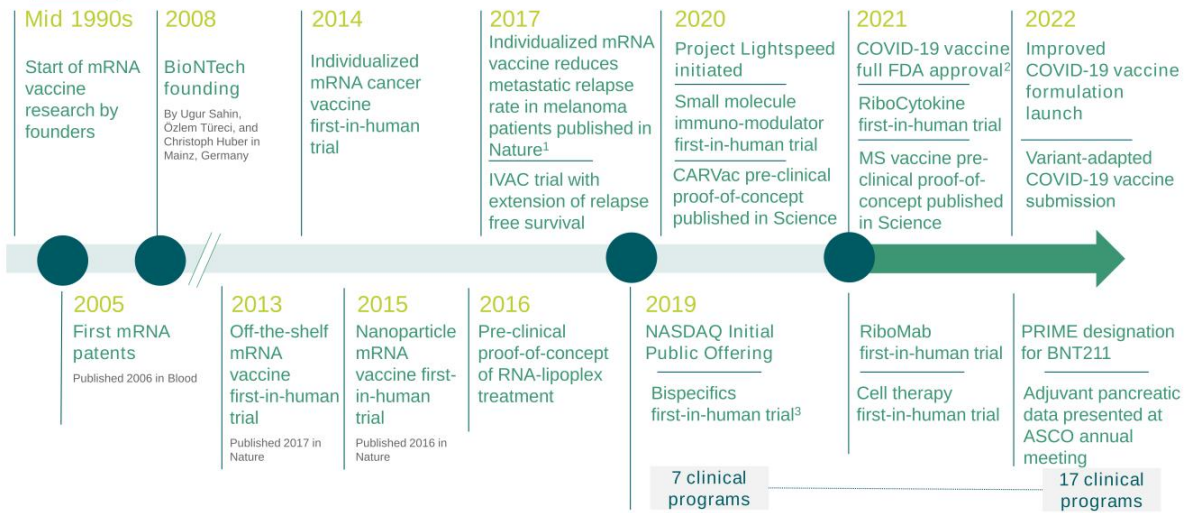 Mid 1990s
Start of mRNA
vaccine
research by
founders
2008
BioNTech
founding
By Ugur Sahin,
Özlem Türeci, and
Christoph Huber in
Mainz, Germany
2014
Individualized
mRNA cancer
vaccine
first-in-human
trial
2017
Individualized mRNA
vaccine reduces
metastatic relapse
rate in melanoma
patients published in
Nature¹
IVAC trial with
extension of relapse
free survival
2020
Project Lightspeed
initiated
Small molecule
immuno-modulator
first-in-human trial
CARVac pre-clinical
proof-of-concept
published in Science
2021
COVID-19 vaccine
full FDA approval²
RiboCytokine
first-in-human trial
MS vaccine pre-
clinical proof-of-
concept published
in Science
2022
Improved
COVID-19 vaccine
formulation
launch
Variant-adapted
COVID-19 vaccine
submission
2005
First mRNA
patents
Published 2006 in Blood
2013
Off-the-shelf
mRNA
vaccine
first-in-human
trial
Published 2017 in
Nature
2015
Nanoparticle
mRNA
vaccine first-
in-human
trial
Published 2016 in
Nature
2016
Pre-clinical
proof-of-concept
of RNA-lipoplex
treatment
2019
NASDAQ Initial
Public Offering
Bispecifics
first-in-human trial³
RiboMab
first-in-human trial
Cell therapy
first-in-human trial
PRIME designation
for BNT211
Adjuvant pancreatic
data presented at
ASCO annual
meeting
7 clinical
programs
17 clinical
programs